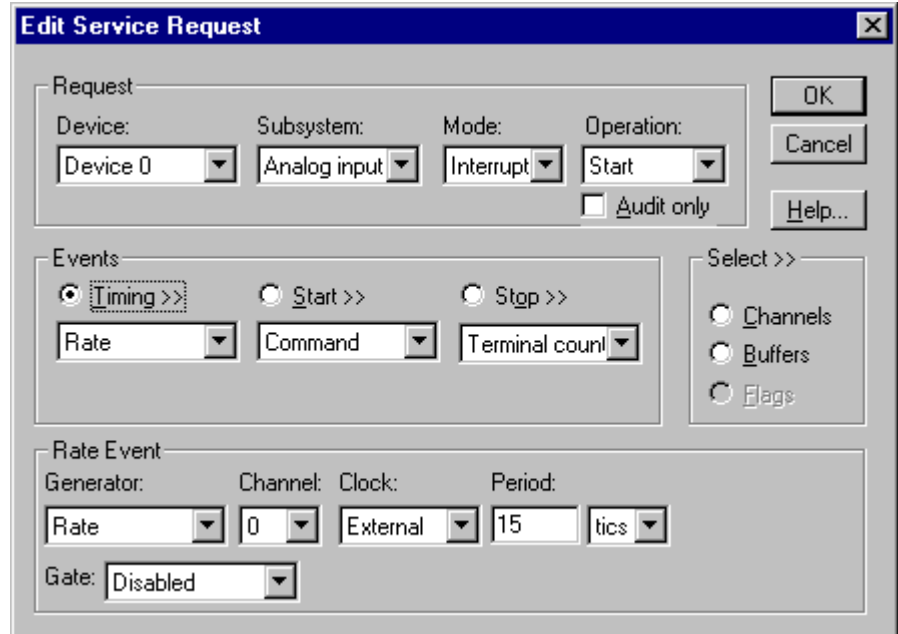 Edit Service Request
Request
OK
Device: Subsystem: Mode: Operation:
Cancel
Device 0 Analog input Interrupt Start
Audit only
Help...
Events
Select >>
Timing >> Start >> Stop >>
Channels
Rate Command Terminal count
Buffers
Flags
Rate Event
Generator: Channel: Clock: Period:
Rate 0 External 15 tics
Gate: Disabled